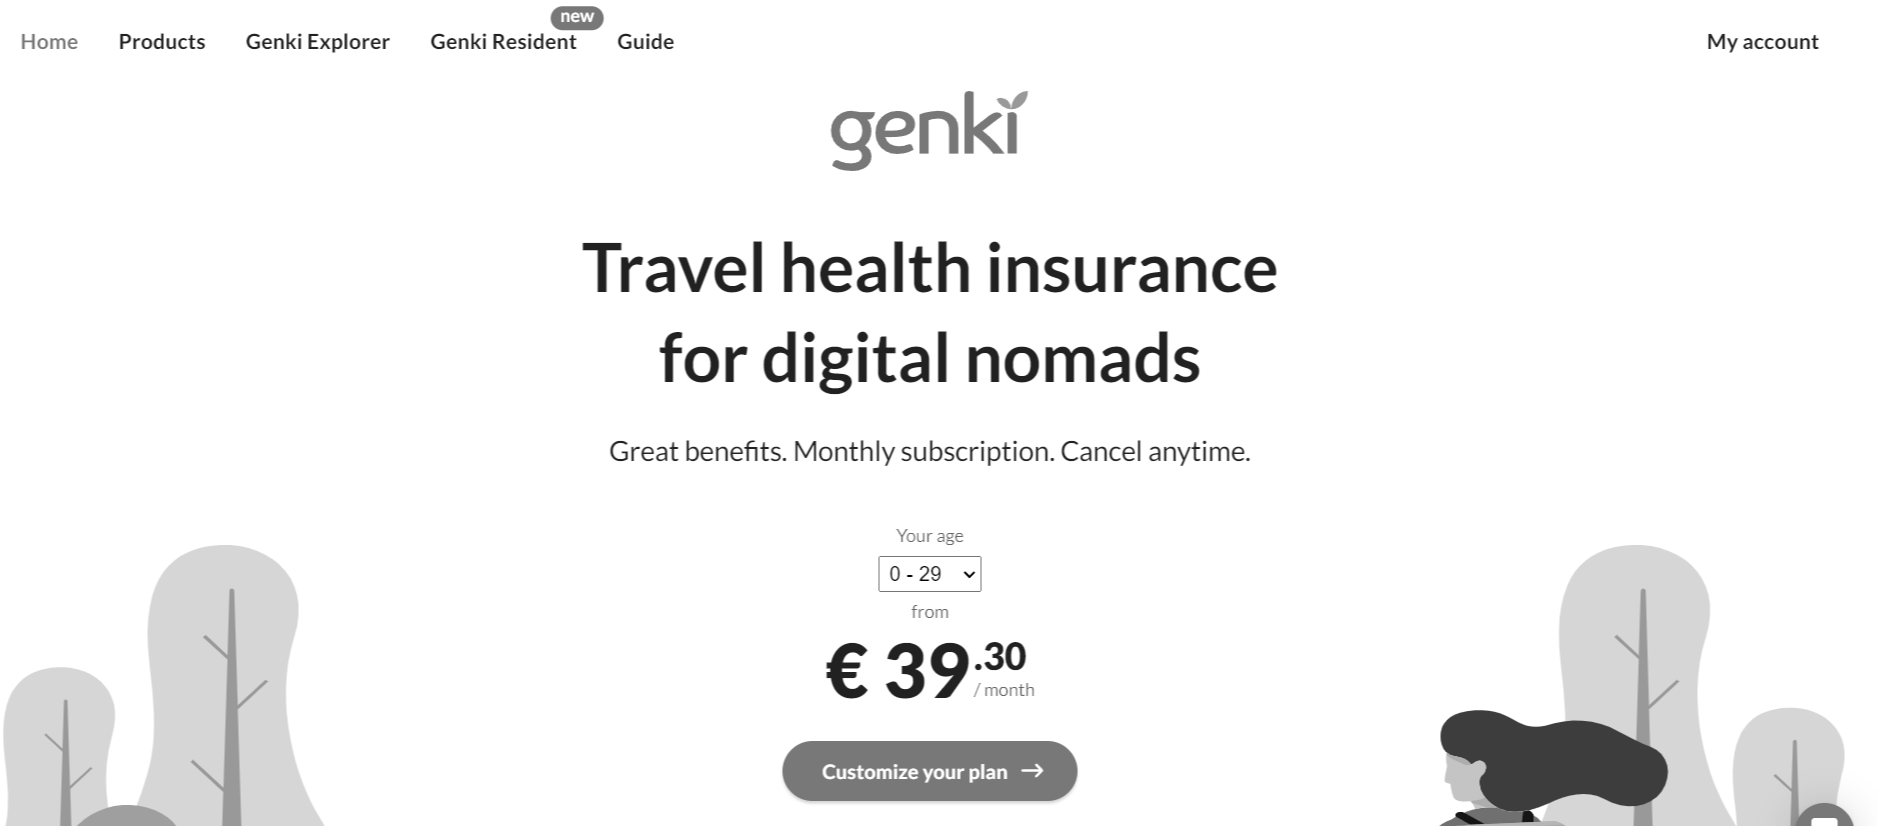 new
Home Products Genki Explorer Genki Resident Guide My account
genki
Travel health insurance
for digital nomads
Great benefits. Monthly subscription. Cancel anytime.
Your age
0 - 29
from
€ 39.30
/ month
Customize your plan →